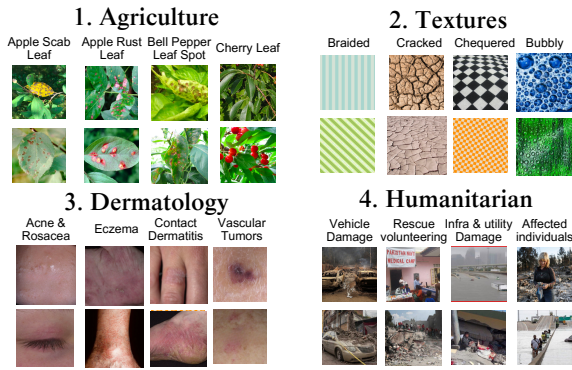 1. Agriculture
Apple Scab Leaf
Apple Rust Leaf
Bell Pepper Leaf Spot
Cherry Leaf
2. Textures
Braided
Cracked
Chequered
Bubbly
3. Dermatology
Acne & Rosacea
Eczema
Contact Dermatitis
Vascular Tumors
4. Humanitarian
Vehicle Damage
Rescue volunteering
Infra & utility Damage
Affected individuals
MEDICAL CAMP